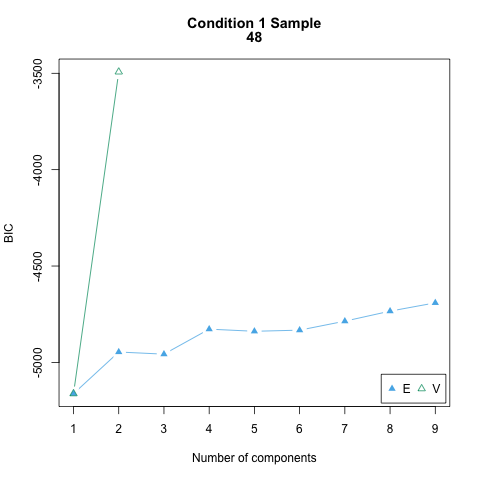 Condition 1 Sample
48
BIC
-3500
-4000
-4500
-5000
1 2 3 4 5 6 7 8 9
Number of components
E V